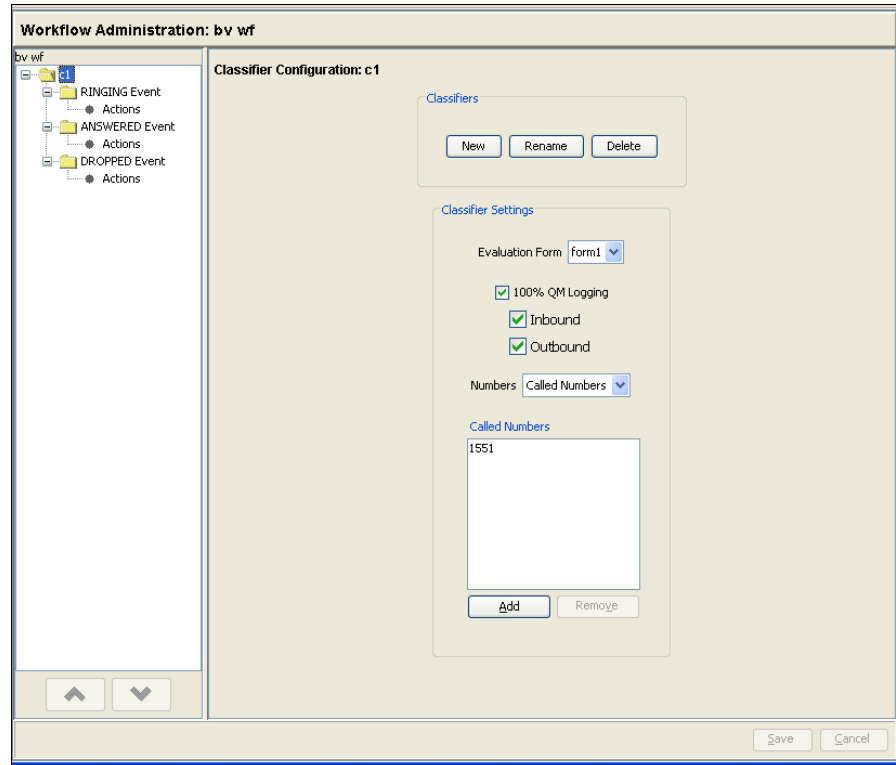 Workflow Administration: bv wf
bv wf
c1
RINGING Event
Actions
ANSWERED Event
Actions
DROPPED Event
Actions
Classifier Configuration: c1
Classifiers
New Rename Delete
Classifier Settings
Evaluation Form form1
100% QM Logging
Inbound
Outbound
Numbers Called Numbers
Called Numbers
1551
Add Remove
Save Cancel